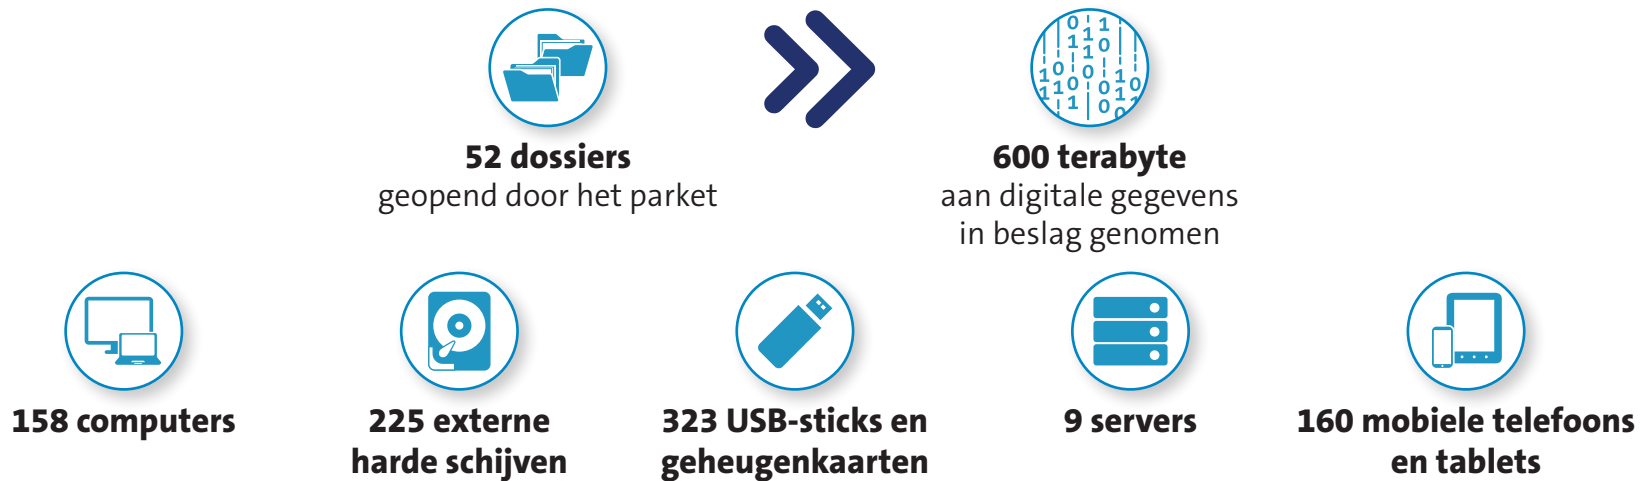 52 dossiers
geopend door het parket
600 terabyte
aan digitale gegevens
in beslag genomen
158 computers
225 externe
harde schijven
323 USB-sticks en
geheugenkaarten
9 servers
160 mobiele telefoons
en tablets